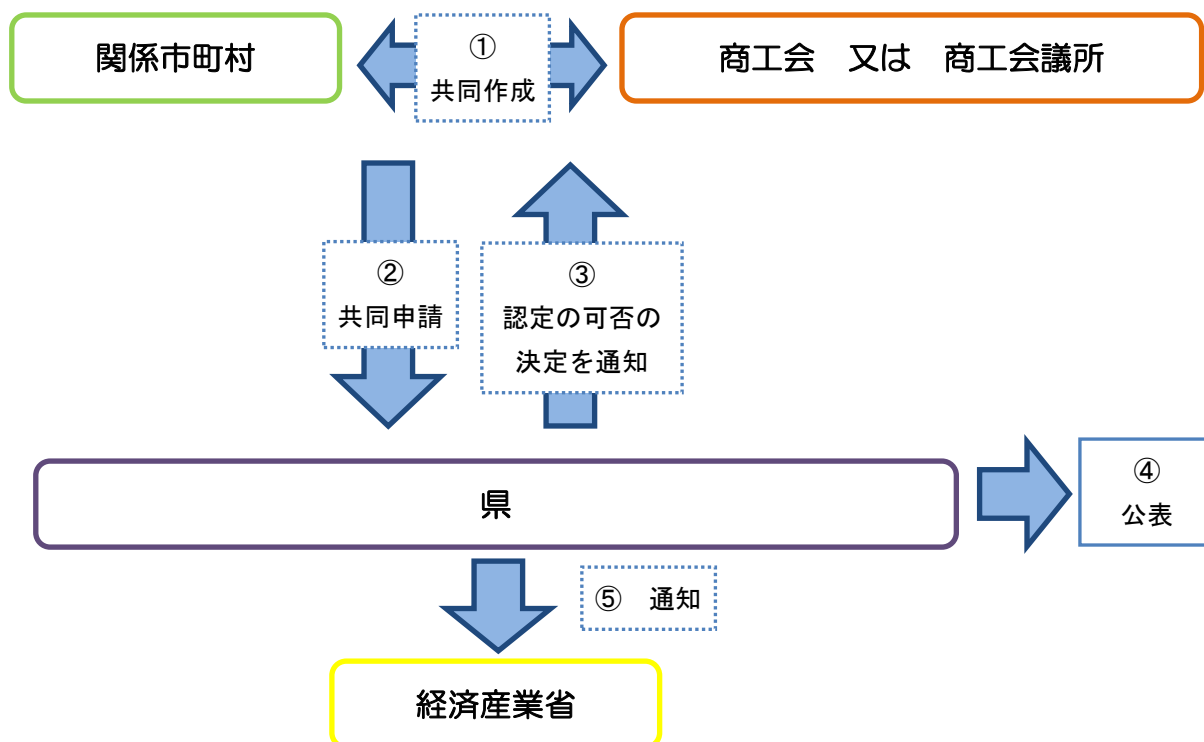 関係市町村
①
共同作成
商工会　又は　商工会議所
②
共同申請
③
認定の可否の
決定を通知
県
④
公表
⑤　通知
経済産業省